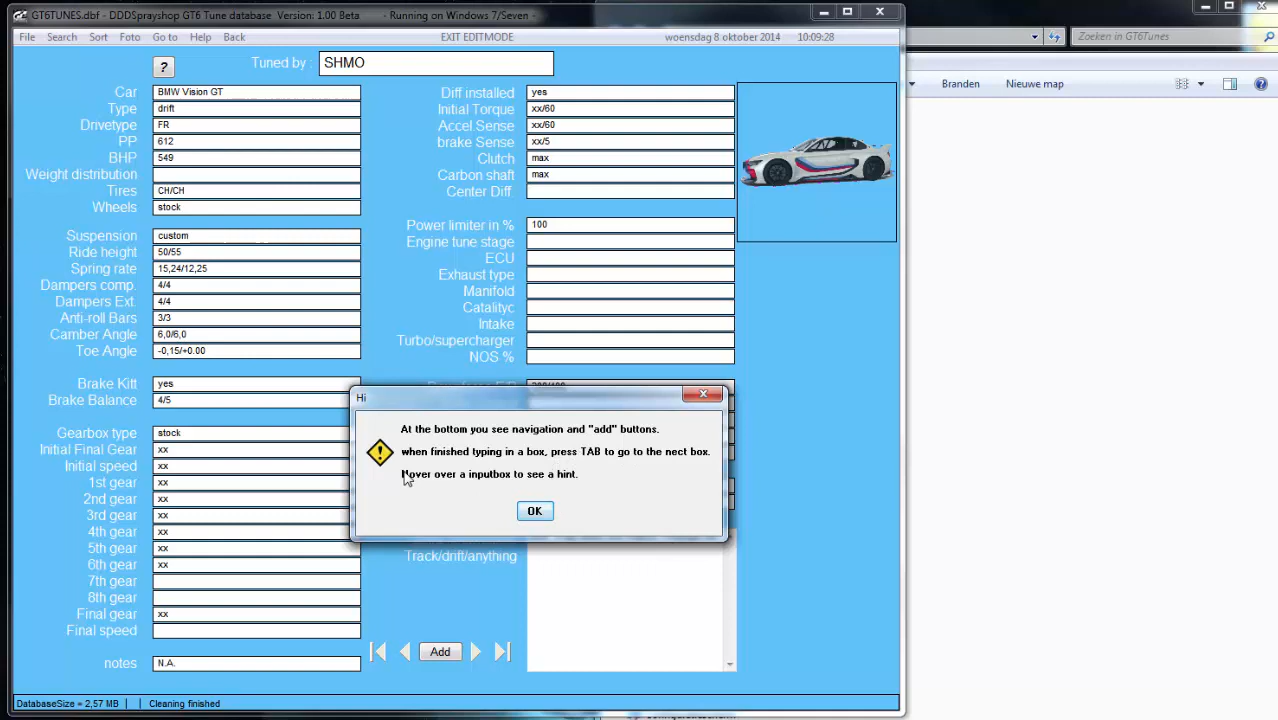 GT6TUNES.dbf - DDDSprayshop GT6 Tune database Version: 1.00 Beta - Running on Windows 7/Seven -
File Search Sort Foto Go to Help Back EXIT EDITMODE woensdag 8 oktober 2014 10:09:28
Zoeken in GT6Tunes
Branden Nieuwe map
? Tuned by : SHMO
Car BMW Vision GT
Type drift
Drivetype FR
PP 612
BHP 549
Weight distribution
Tires CH/CH
Wheels stock
Suspension custom
Ride height 50/55
Spring rate 15,24/12,25
Dampers comp. 4/4
Dampers Ext. 4/4
Anti-roll Bars 3/3
Camber Angle 6,0/6,0
Toe Angle -0,15/+0.00
Brake Kitt yes
Brake Balance 4/5
Gearbox type stock
Initial Final Gear xx
Initial speed xx
1st gear xx
2nd gear xx
3rd gear xx
4th gear xx
5th gear xx
6th gear xx
7th gear
8th gear
Final gear xx
Final speed
notes N.A.
Diff installed yes
Initial Torque xx/60
Accel.Sense xx/60
brake Sense xx/5
Clutch max
Carbon shaft max
Center Diff.
Power limiter in % 100
Engine tune stage
ECU
Exhaust type
Manifold
Catalityc
Intake
Turbo/supercharger
NOS %
Hi
At the bottom you see navigation and "add" buttons.
when finished typing in a box, press TAB to go to the nect box.
Hover over a inputbox to see a hint.
OK
Track/drift/anything
Add
DatabaseSize = 2,57 MB Cleaning finished